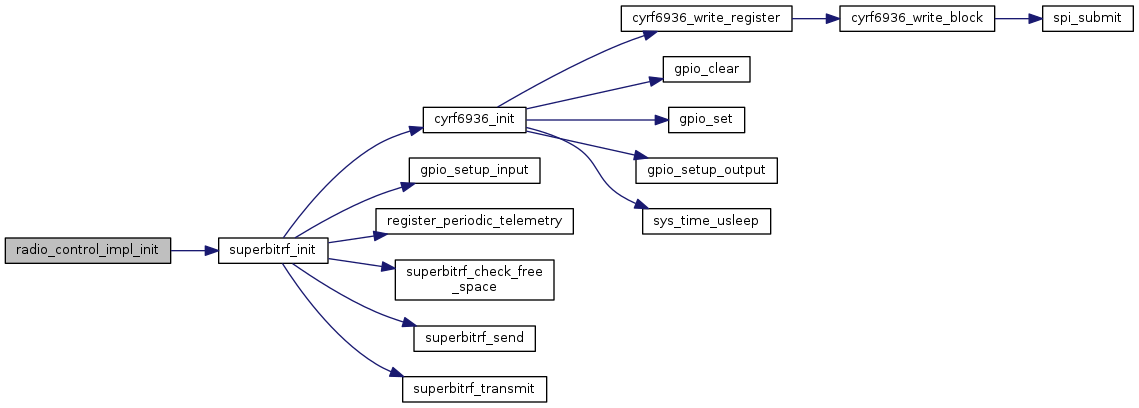 cyrf6936_write_register
cyrf6936_write_block
spi_submit
gpio_clear
cyrf6936_init
gpio_set
gpio_setup_input
gpio_setup_output
register_periodic_telemetry
sys_time_usleep
radio_control_impl_init
superbitrf_init
superbitrf_check_free
_space
superbitrf_send
superbitrf_transmit